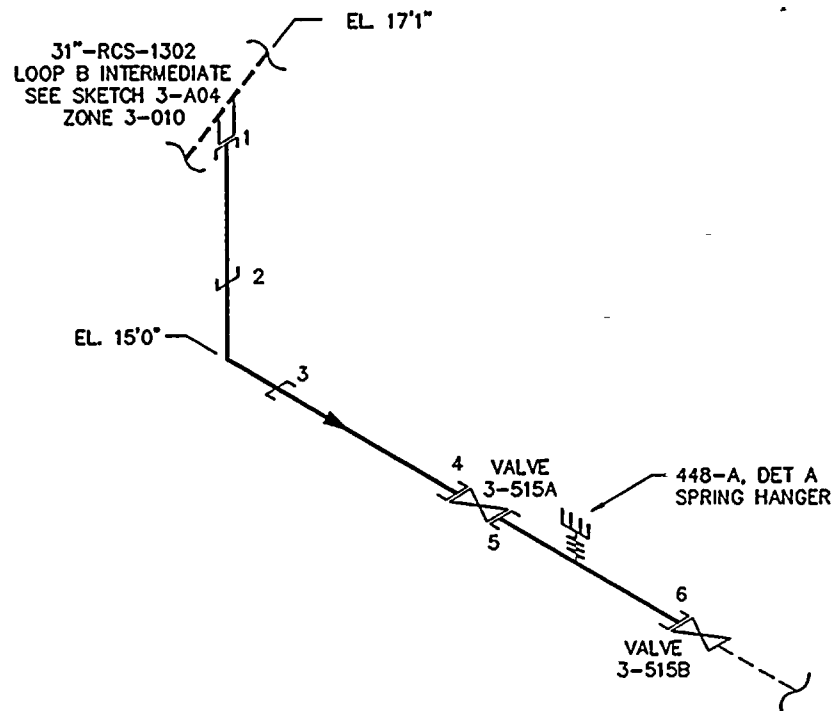 EL. 17'1"
31"-RCS-1302
LOOP B INTERMEDIATE
SEE SKETCH 3-A04
ZONE 3-010
1
2
EL. 15'0"
3
4
VALVE
3-515A
5
448-A, DET A
SPRING HANGER
6
VALVE
3-515B